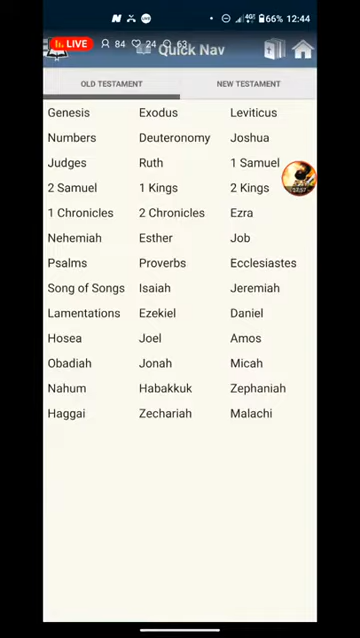 66% 12:44
LIVE 84 24 63
Quick Nav
OLD TESTAMENT NEW TESTAMENT
Genesis Exodus Leviticus
Numbers Deuteronomy Joshua
Judges Ruth 1 Samuel
2 Samuel 1 Kings 2 Kings
1 Chronicles 2 Chronicles Ezra
Nehemiah Esther Job
Psalms Proverbs Ecclesiastes
Song of Songs Isaiah Jeremiah
Lamentations Ezekiel Daniel
Hosea Joel Amos
Obadiah Jonah Micah
Nahum Habakkuk Zephaniah
Haggai Zechariah Malachi